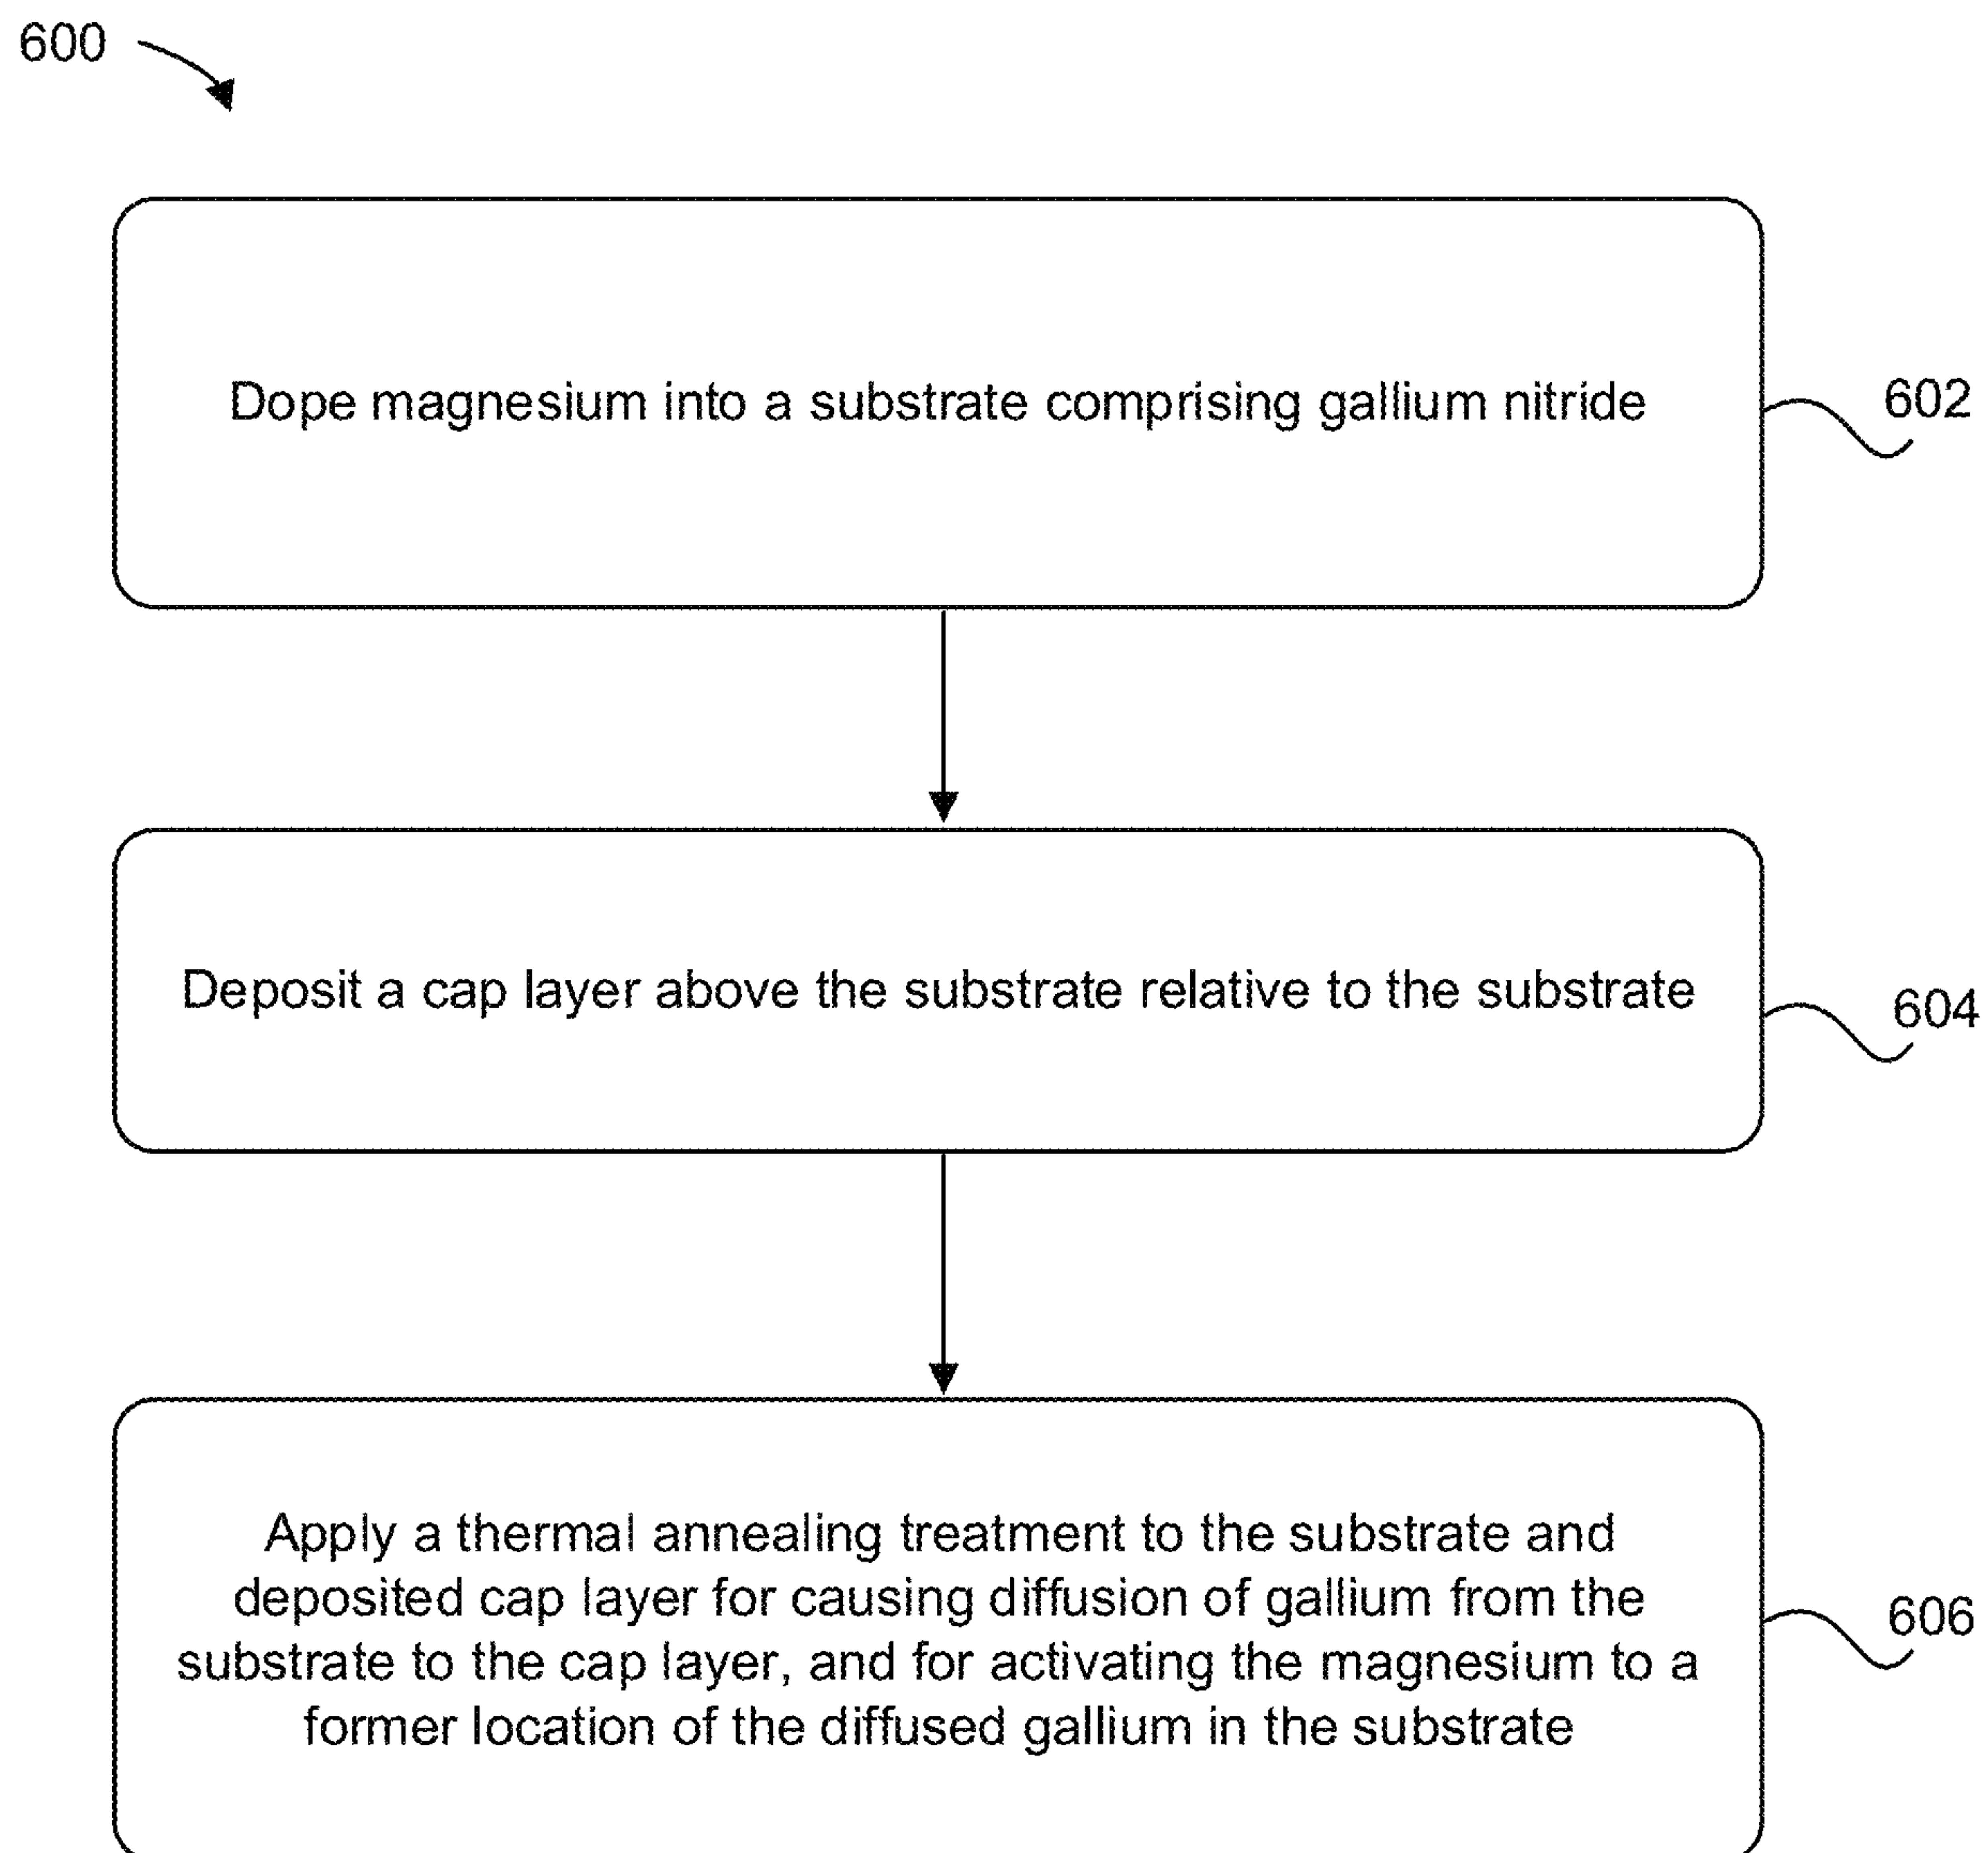 600
Dope magnesium into a substrate comprising gallium nitride
602
Deposit a cap layer above the substrate relative to the substrate
604
Apply a thermal annealing treatment to the substrate and
deposited cap layer for causing diffusion of gallium from the
substrate to the cap layer, and for activating the magnesium to a
former location of the diffused gallium in the substrate
606